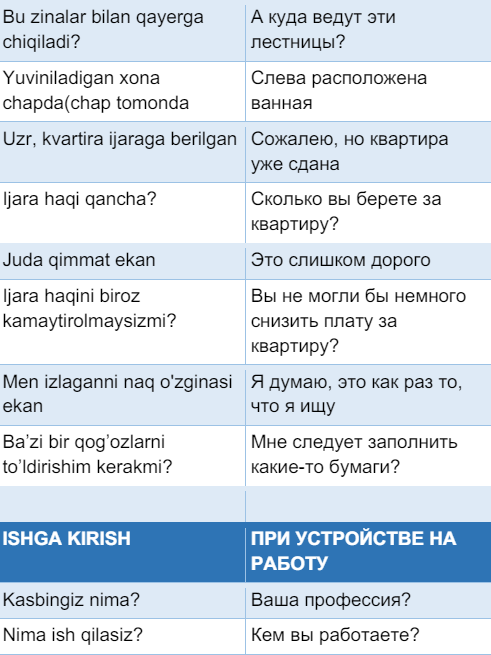 Bu zinalar bilan qayerga
chiqiladi?
А куда ведут эти
лестницы?
Yuviniladigan xona
chapda(chap tomonda
Слева расположена
ванная
Uzr, kvartira ijaraga berilgan
Сожалею, но квартира
уже сдана
Ijara haqi qancha?
Сколько вы берете за
квартиру?
Juda qimmat ekan
Это слишком дорого
Ijara haqini biroz
kamaytirolmaysizmi?
Вы не могли бы немного
снизить плату за
квартиру?
Men izlaganni naq o'zginasi
ekan
Я думаю, это как раз то,
что я ищу
Ba’zi bir qog’ozlarni
to’ldirishim kerakmi?
Мне следует заполнить
какие-то бумаги?
ISHGA KIRISH
ПРИ УСТРОЙСТВЕ НА
РАБОТУ
Kasbingiz nima?
Ваша профессия?
Nima ish qilasiz?
Кем вы работаете?